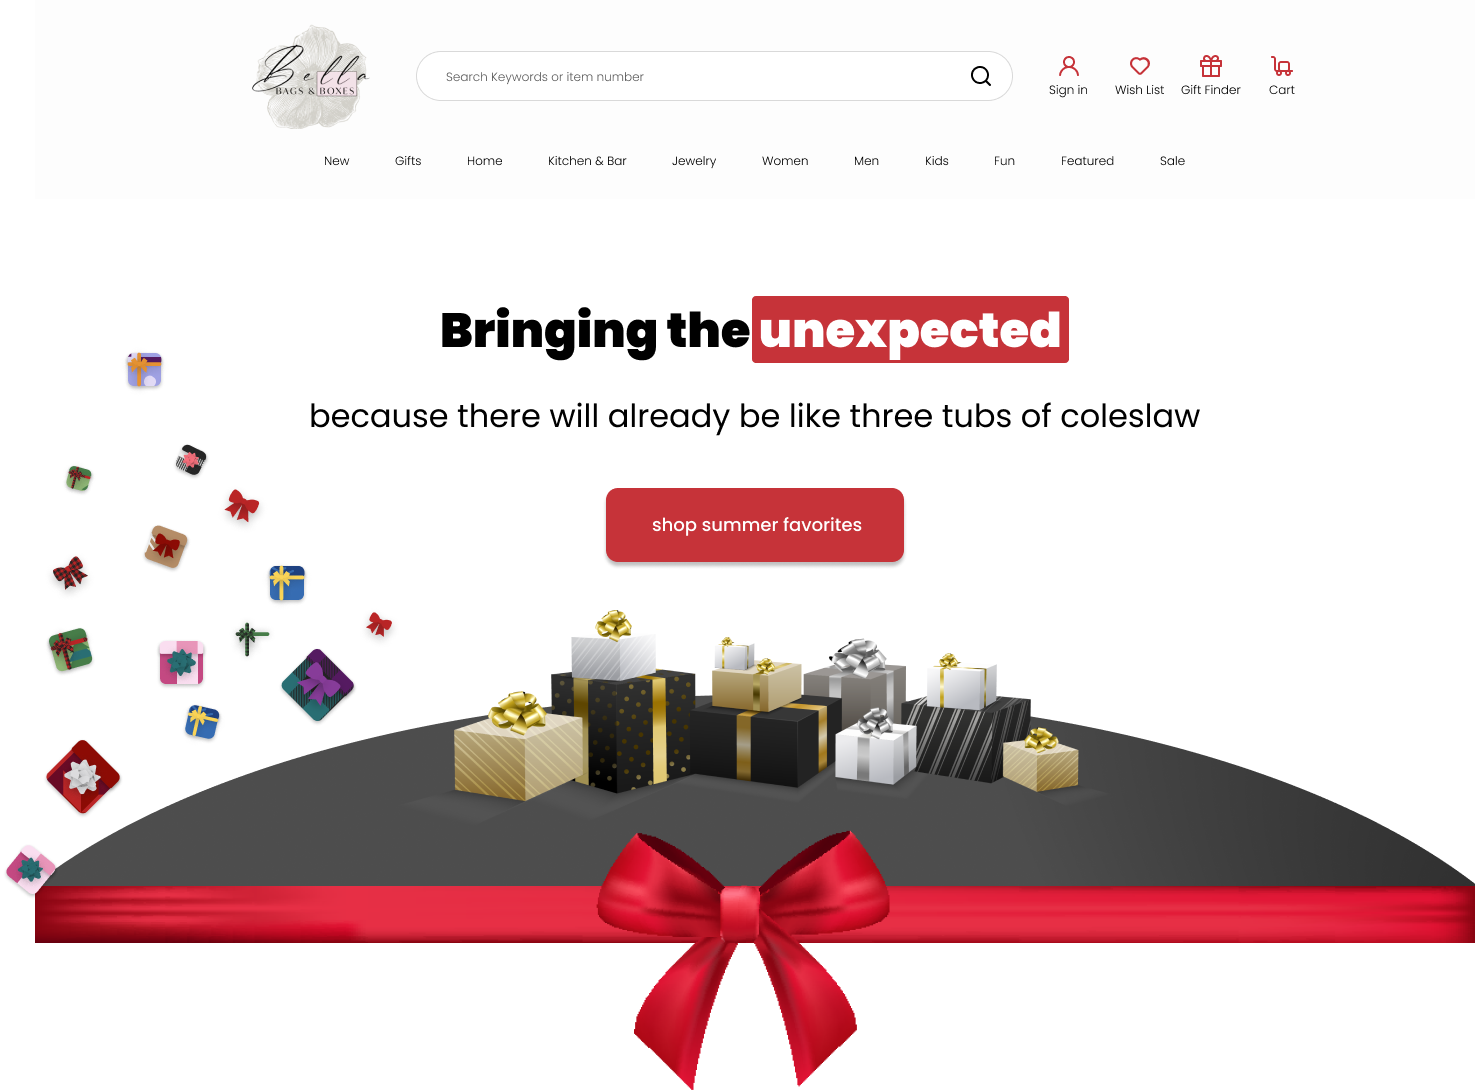 Bella
BAGS & BOXES
Search Keywords or item number
Sign in
Wish List
Gift Finder
Cart
New
Gifts
Home
Kitchen & Bar
Jewelry
Women
Men
Kids
Fun
Featured
Sale
Bringing the unexpected
because there will already be like three tubs of coleslaw
shop summer favorites